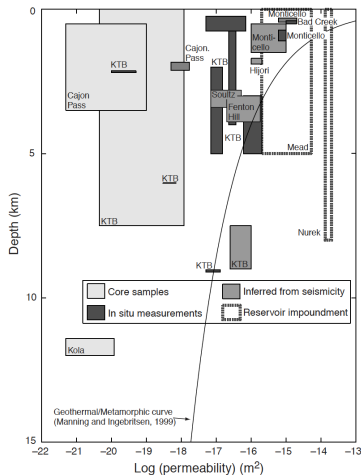 0
5
10
15
Depth (km)
Monticello
Bad Creek
Monticello
Monti-
cello
Hijori
Cajon.
Pass
KTB
Cajon
Pass
Soultz
Fenton
Hill
KTB
KTB
Mead
KTB
Nurek
KTB
KTB
Core samples
Inferred from seismicity
In situ measurements
Reservoir impoundment
Kola
Geothermal/Metamorphic curve
(Manning and Ingebritsen, 1999)
−22 −21 −20 −19 −18 −17 −16 −15 −14 −13
Log (permeability) (m²)